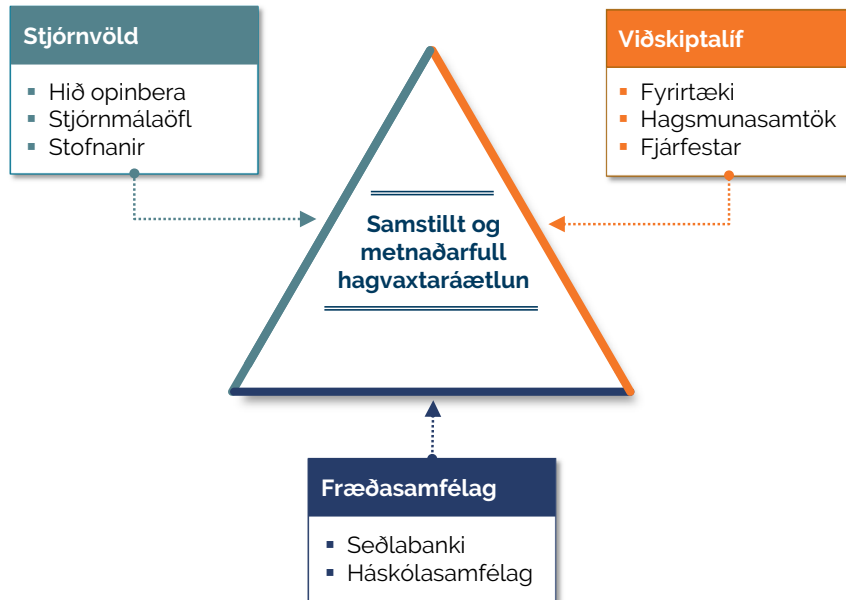 Stjórnvöld
Hið opinbera
Stjórnmálaöfl
Stofnanir
Viðskiptalíf
Fyrirtæki
Hagsmunasamtök
Fjárfestar
Samstillt og
metnaðarfull
hagvaxtaráætlun
Fræðasamfélag
Seðlabanki
Háskólasamfélag